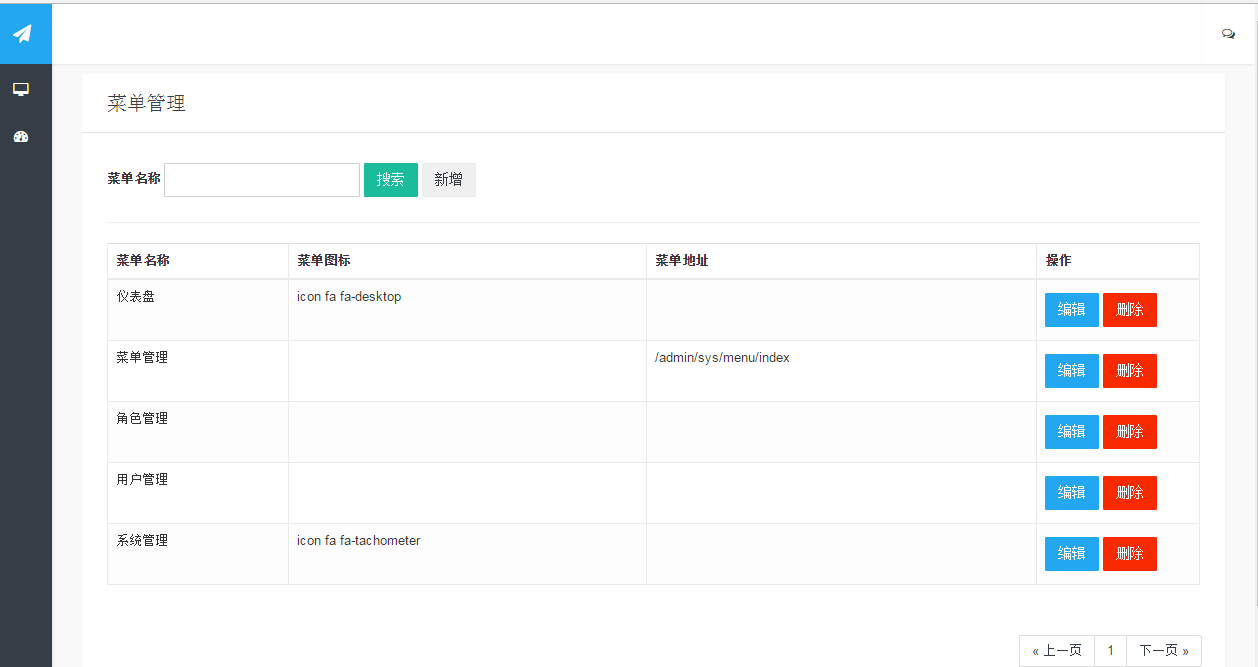 菜单管理
菜单名称 搜索 新增
菜单名称 菜单图标 菜单地址 操作
仪表盘 icon fa fa-desktop 编辑 删除
菜单管理 /admin/sys/menu/index 编辑 删除
角色管理 编辑 删除
用户管理 编辑 删除
系统管理 icon fa fa-tachometer 编辑 删除
« 上一页 1 下一页 »